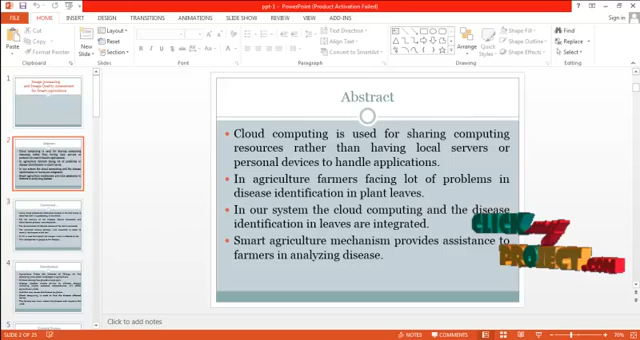 ppt-1 - PowerPoint (Product Activation Failed)
FILE HOME INSERT DESIGN TRANSITIONS ANIMATIONS SLIDE SHOW REVIEW VIEW ADD-INS Sign in
Cut
Copy
Format Painter
Paste
Clipboard
New Slide
Layout
Reset
Section
Slides
Font
Text Direction
Align Text
Convert to SmartArt
Paragraph
Arrange
Quick Styles
Shape Fill
Shape Outline
Shape Effects
Drawing
Find
Replace
Select
Editing
1
2
3
4
5
Abstract
Cloud computing is used for sharing computing
resources rather than having local servers or
personal devices to handle applications.
In agriculture farmers facing lot of problems in
disease identification in plant leaves.
In our system the cloud computing and the disease
identification in leaves are integrated.
Smart agriculture mechanism provides assistance to
farmers in analyzing disease.
CLICK
MY
PROJECT.COM
Click to add notes
SLIDE 2 OF 25 NOTES COMMENTS 70%